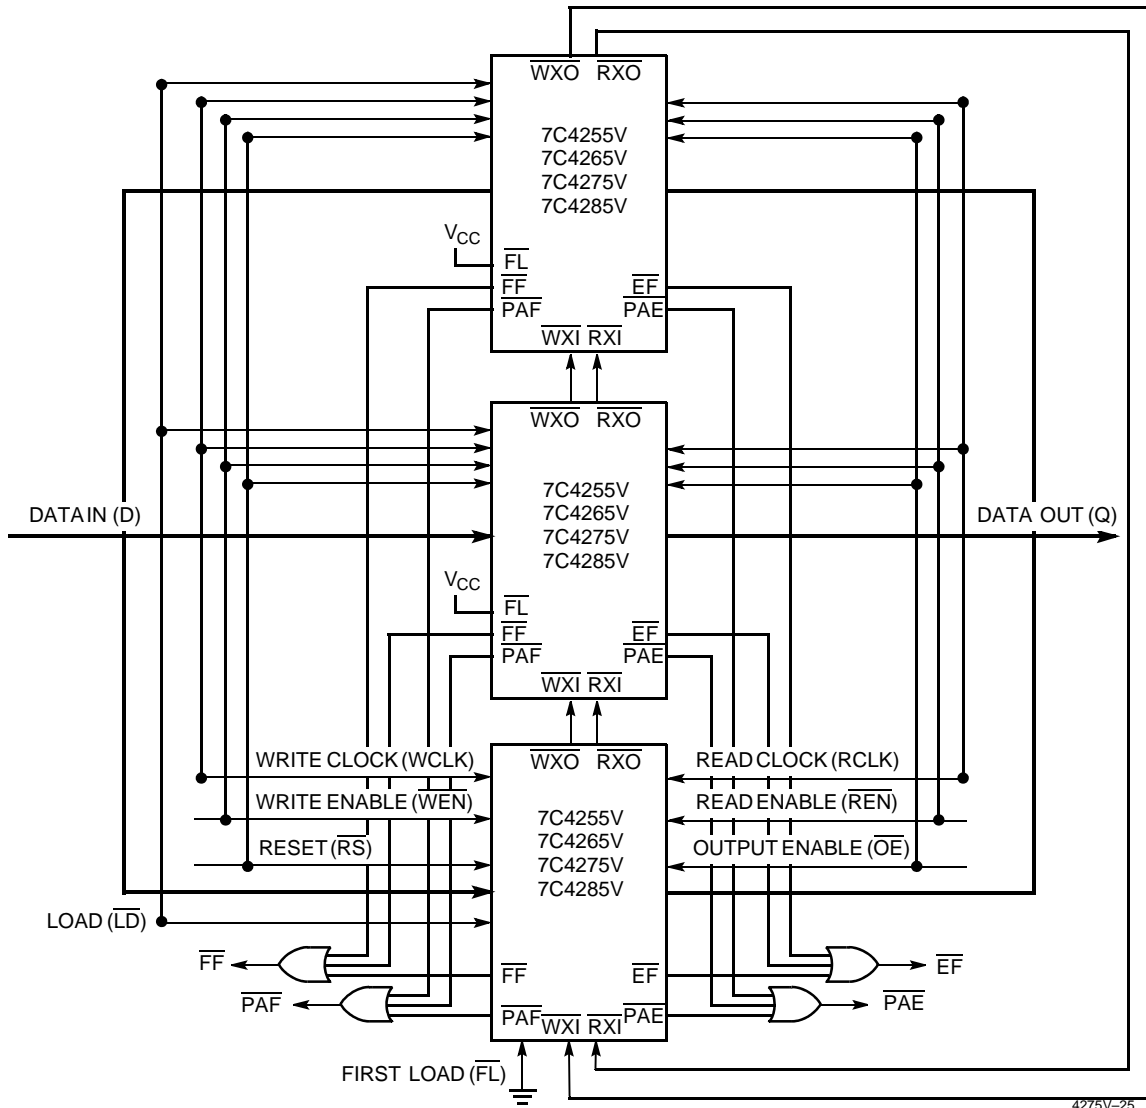 WXO RXO
7C4255V
7C4265V
7C4275V
7C4285V
VCC
FL
FF
EF
PAF
PAE
WXI RXI
WXO RXO
7C4255V
7C4265V
7C4275V
7C4285V
DATA IN (D)
DATA OUT (Q)
VCC
FL
FF
EF
PAF
PAE
WXI RXI
WXO RXO
WRITE CLOCK (WCLK)
READ CLOCK (RCLK)
WRITE ENABLE (WEN)
READ ENABLE (REN)
7C4255V
7C4265V
7C4275V
7C4285V
RESET (RS)
OUTPUT ENABLE (OE)
LOAD (LD)
FF
FF
EF
EF
PAF
PAF
WXI RXI
PAE
PAE
FIRST LOAD (FL)
4275V–25